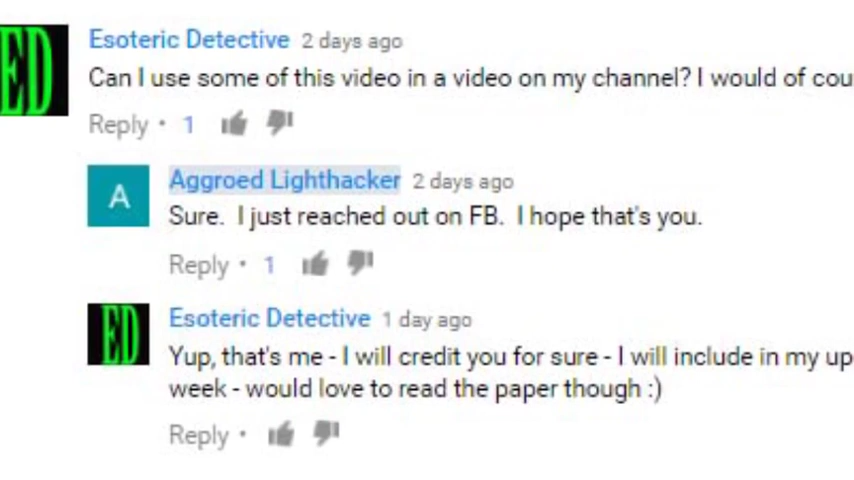 ED
Esoteric Detective 2 days ago
Can I use some of this video in a video on my channel? I would of cou
Reply • 1
A
Aggroed Lighthacker 2 days ago
Sure. I just reached out on FB. I hope that's you.
Reply • 1
ED
Esoteric Detective 1 day ago
Yup, that's me - I will credit you for sure - I will include in my up
week - would love to read the paper though :)
Reply •